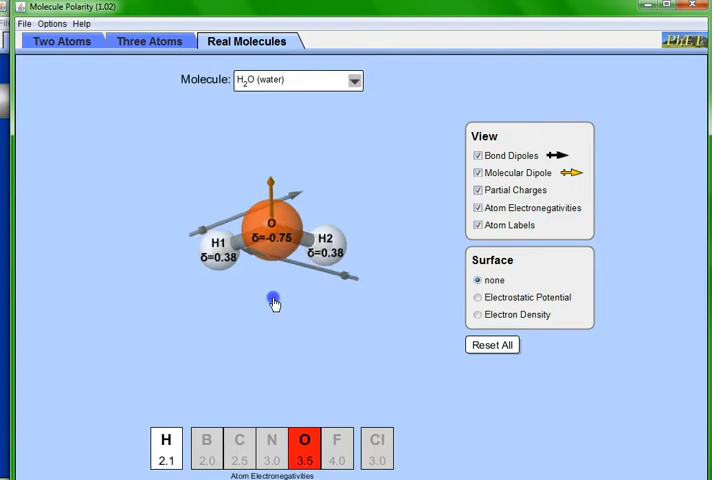 Molecule Polarity (1.02)
File Options Help
Two Atoms Three Atoms Real Molecules PhET
Molecule: H2O (water)
View
Bond Dipoles
Molecular Dipole
Partial Charges
Atom Electronegativities
Atom Labels
O
δ=-0.75
H1
δ=0.38
H2
δ=0.38
Surface
none
Electrostatic Potential
Electron Density
Reset All
H B C N O F Cl
2.1 2.0 2.5 3.0 3.5 4.0 3.0
Atom Electronegativities